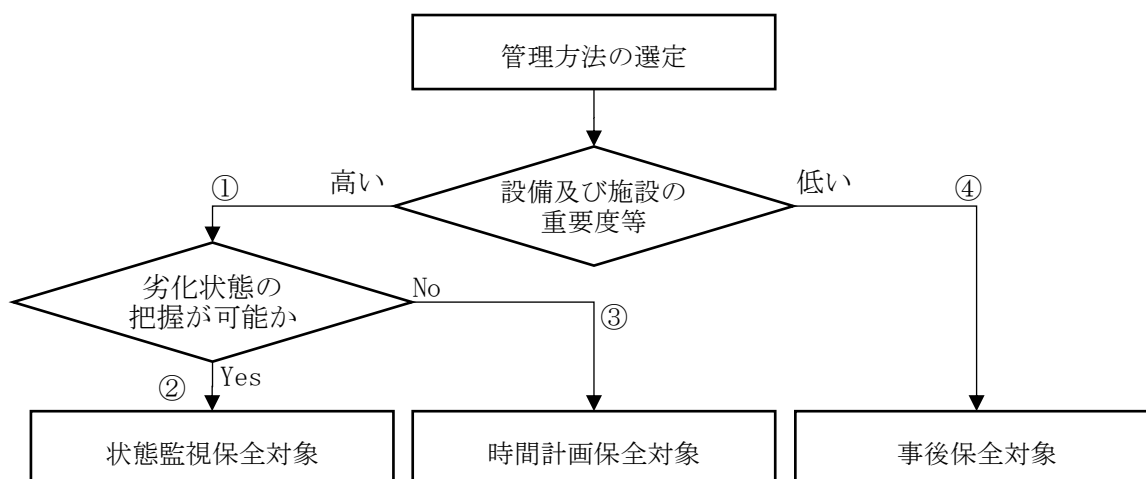 管理方法の選定
① 高い
設備及び施設の
重要度等
低い ④
劣化状態の
把握が可能か
No
③
② Yes
状態監視保全対象
時間計画保全対象
事後保全対象